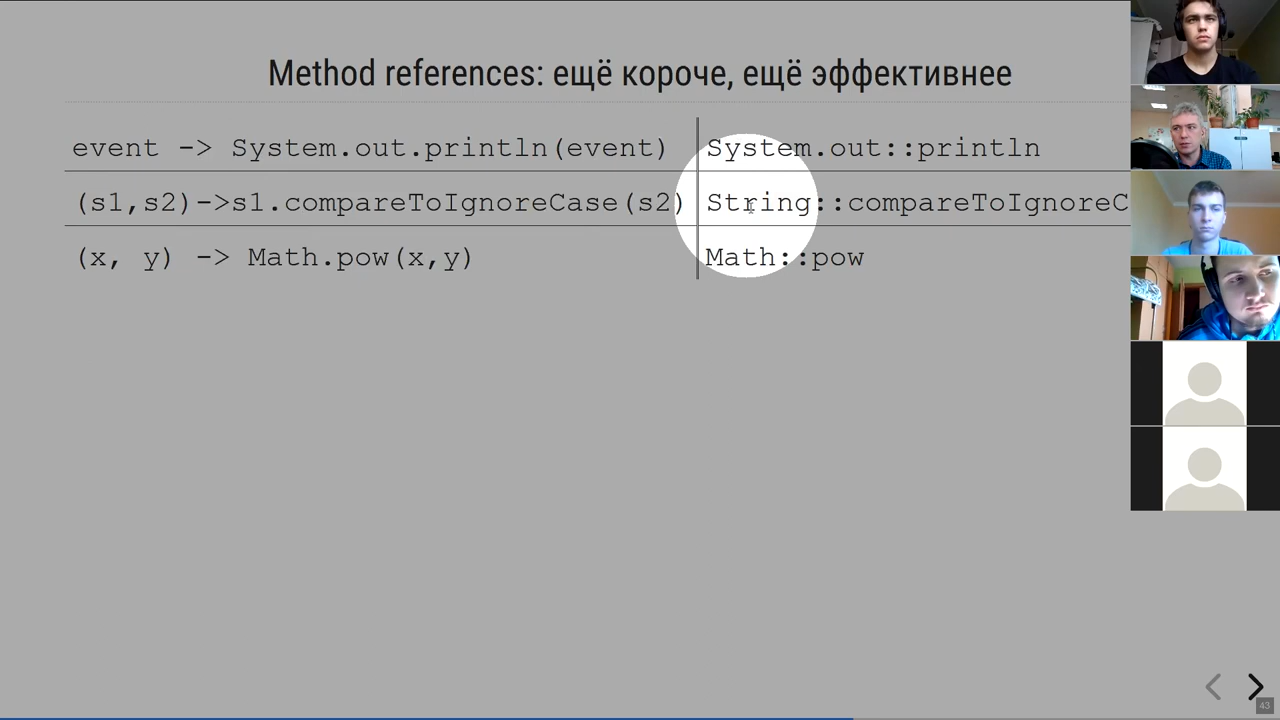 Method references: ещё короче, ещё эффективнее
event -> System.out.println(event) System.out::println
(s1,s2)->s1.compareToIgnoreCase(s2) String::compareToIgnoreC
(x, y) -> Math.pow(x,y) Math::pow
43